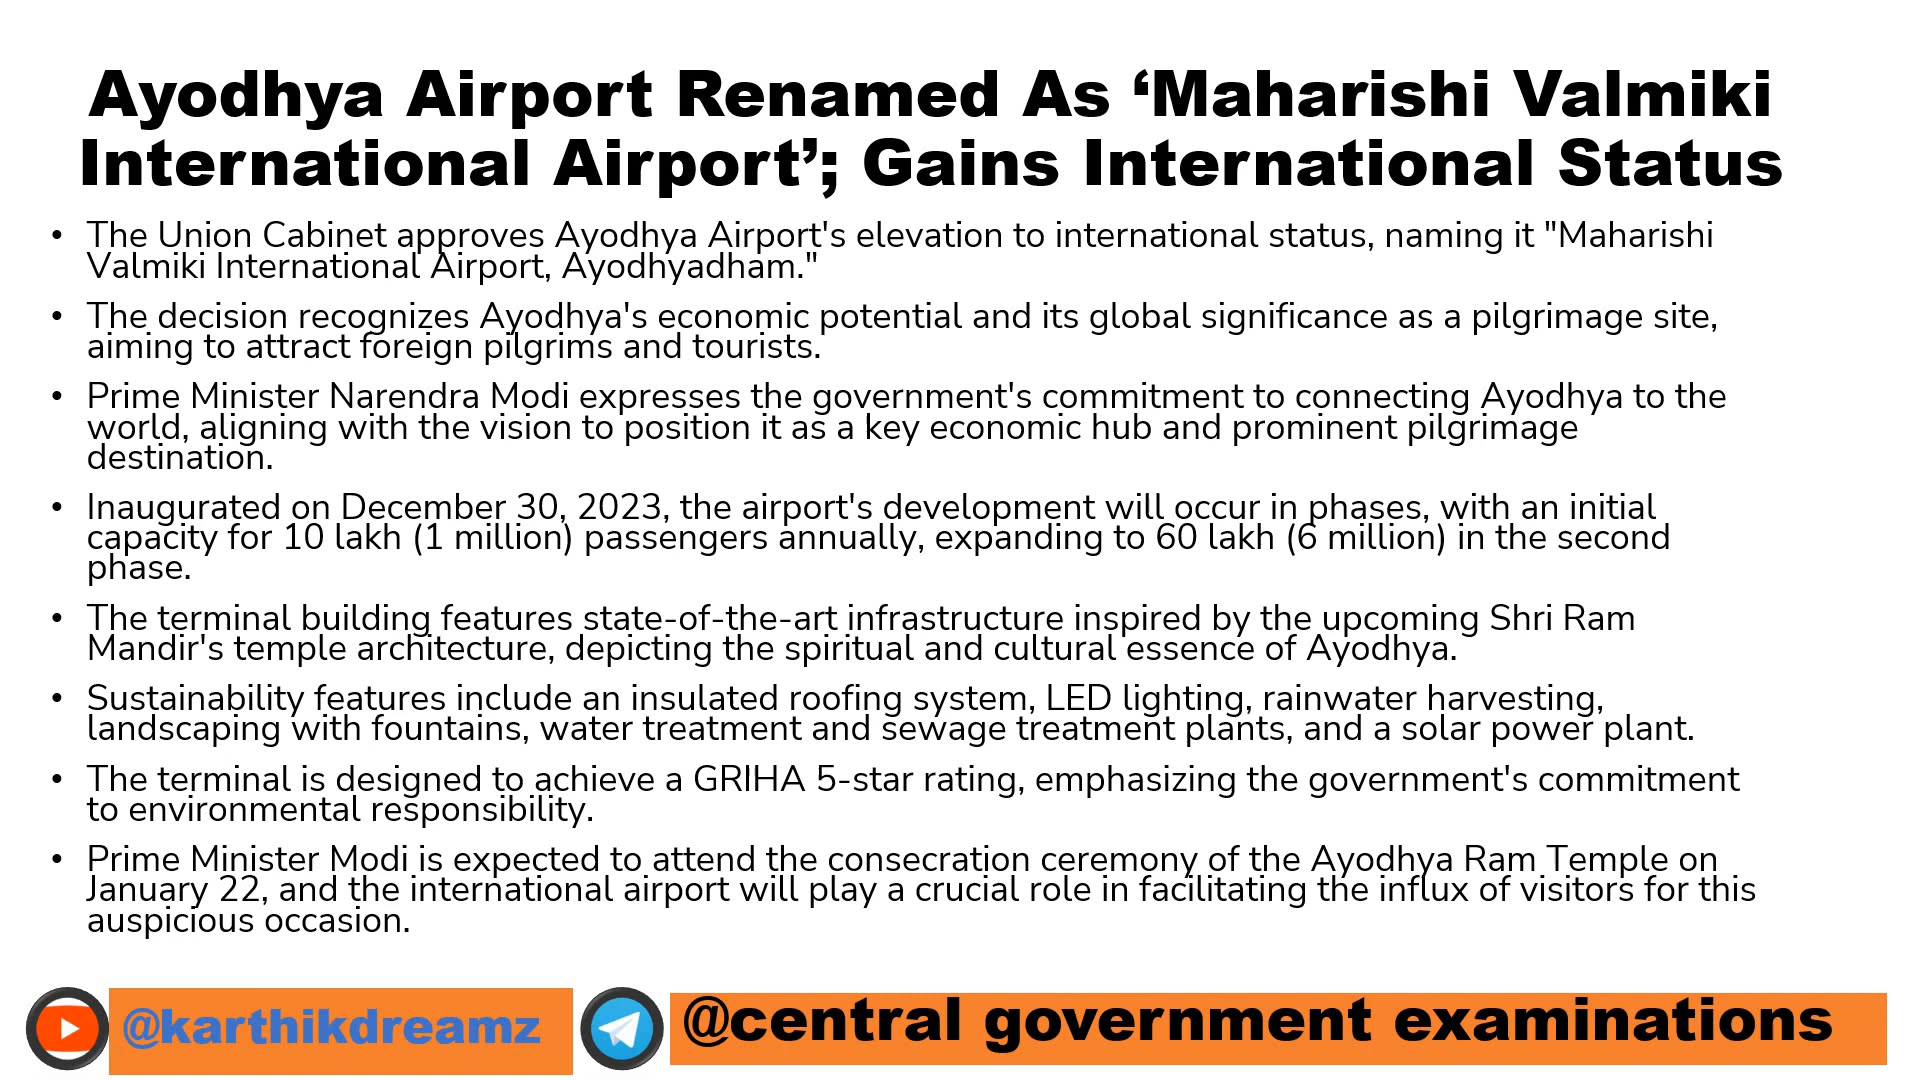 Ayodhya Airport Renamed As ‘Maharishi Valmiki
International Airport’; Gains International Status
• The Union Cabinet approves Ayodhya Airport's elevation to international status, naming it "Maharishi
Valmiki International Airport, Ayodhyadham."
• The decision recognizes Ayodhya's economic potential and its global significance as a pilgrimage site,
aiming to attract foreign pilgrims and tourists.
• Prime Minister Narendra Modi expresses the government's commitment to connecting Ayodhya to the
world, aligning with the vision to position it as a key economic hub and prominent pilgrimage
destination.
• Inaugurated on December 30, 2023, the airport's development will occur in phases, with an initial
capacity for 10 lakh (1 million) passengers annually, expanding to 60 lakh (6 million) in the second
phase.
• The terminal building features state-of-the-art infrastructure inspired by the upcoming Shri Ram
Mandir's temple architecture, depicting the spiritual and cultural essence of Ayodhya.
• Sustainability features include an insulated roofing system, LED lighting, rainwater harvesting,
landscaping with fountains, water treatment and sewage treatment plants, and a solar power plant.
• The terminal is designed to achieve a GRIHA 5-star rating, emphasizing the government's commitment
to environmental responsibility.
• Prime Minister Modi is expected to attend the consecration ceremony of the Ayodhya Ram Temple on
January 22, and the international airport will play a crucial role in facilitating the influx of visitors for this
auspicious occasion.
@karthikdreamz
@central government examinations